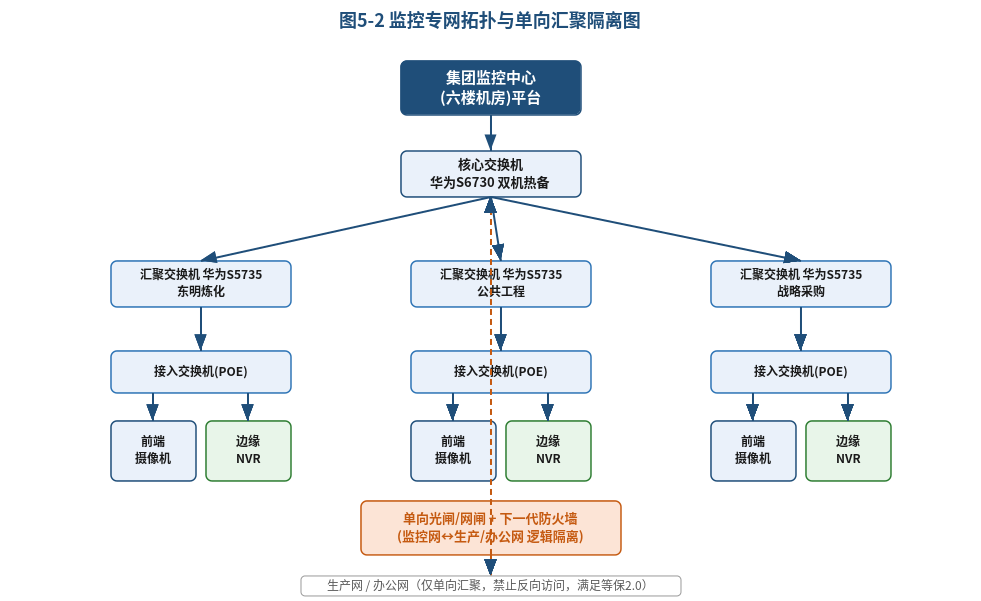 图5-2 监控专网拓扑与单向汇聚隔离图
集团监控中心
(六楼机房)平台
核心交换机
华为S6730 双机热备
汇聚交换机 华为S5735
东明炼化
汇聚交换机 华为S5735
公共工程
汇聚交换机 华为S5735
战略采购
接入交换机(POE)
接入交换机(POE)
接入交换机(POE)
前端
摄像机
边缘
NVR
前端
摄像机
边缘
NVR
前端
摄像机
边缘
NVR
单向光闸/网闸 + 下一代防火墙
(监控网↔生产/办公网 逻辑隔离)
生产网 / 办公网（仅单向汇聚，禁止反向访问，满足等保2.0）